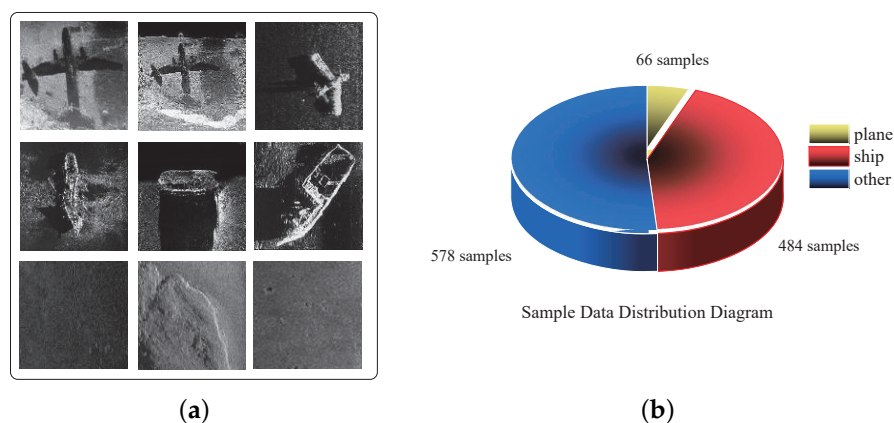 66 samples
plane
ship
other
578 samples
484 samples
Sample Data Distribution Diagram
(a)
(b)